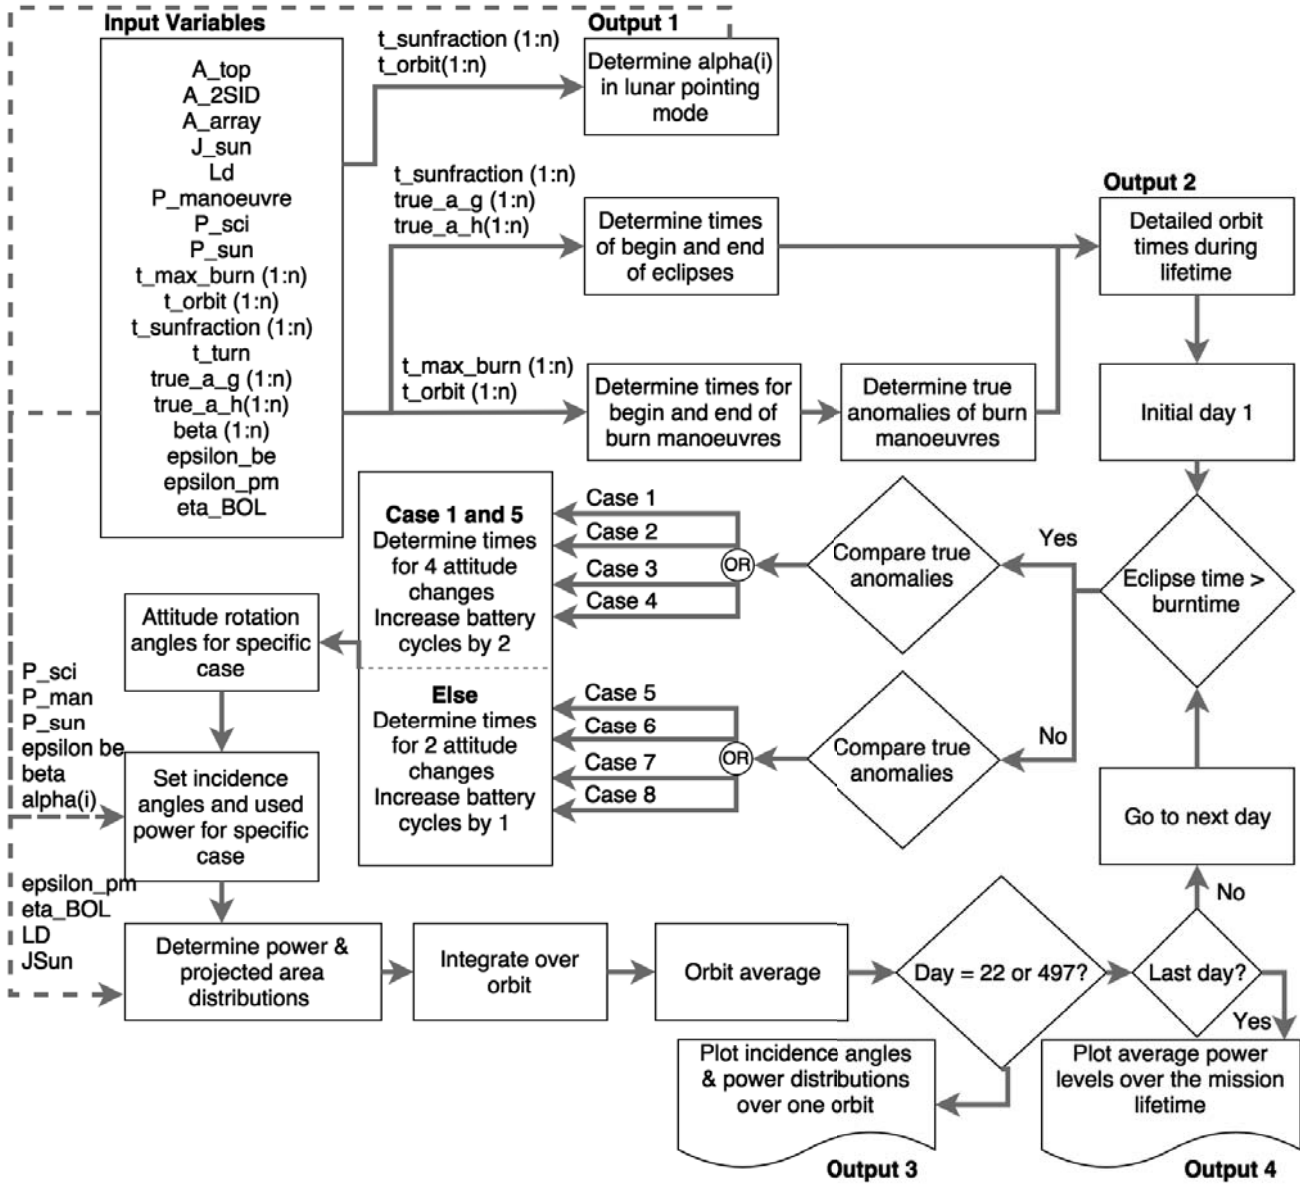 Input Variables
A_top
A_2SID
A_array
J_sun
Ld
P_manoeuvre
P_sci
P_sun
t_max_burn (1:n)
t_orbit (1:n)
t_sunfraction (1:n)
t_turn
true_a_g (1:n)
true_a_h(1:n)
beta (1:n)
epsilon_be
epsilon_pm
eta_BOL
t_sunfraction (1:n)
t_orbit(1:n)
Output 1
Determine alpha(i)
in lunar pointing
mode
t_sunfraction (1:n)
true_a_g (1:n)
true_a_h(1:n)
Determine times
of begin and end
of eclipses
t_max_burn (1:n)
t_orbit (1:n)
Determine times for
begin and end of
burn manoeuvres
Determine true
anomalies of burn
manoeuvres
Output 2
Detailed orbit
times during
lifetime
Initial day 1
Eclipse time >
burntime
Yes
No
Compare true
anomalies
Compare true
anomalies
OR
OR
Case 1
Case 2
Case 3
Case 4
Case 5
Case 6
Case 7
Case 8
Case 1 and 5
Determine times
for 4 attitude
changes
Increase battery
cycles by 2
Else
Determine times
for 2 attitude
changes
Increase battery
cycles by 1
Attitude rotation
angles for specific
case
P_sci
P_man
P_sun
epsilon be
beta
alpha(i)
Set incidence
angles and used
power for specific
case
epsilon_pm
eta_BOL
LD
JSun
Determine power &
projected area
distributions
Integrate over
orbit
Orbit average
Day = 22 or 497?
Last day?
No
Go to next day
Yes
Plot incidence angles
& power distributions
over one orbit
Output 3
Plot average power
levels over the mission
lifetime
Output 4